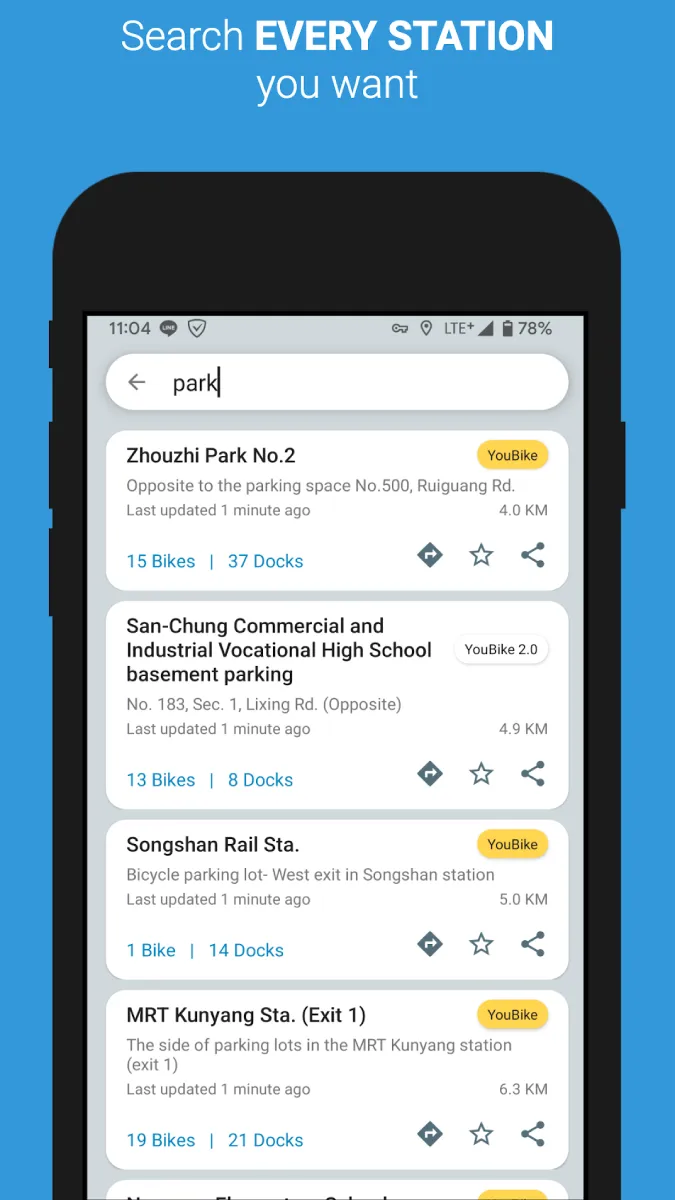 Search EVERY STATION
you want
11:04 LINE LTE+ 78%
park
Zhouzhi Park No.2 YouBike
Opposite to the parking space No.500, Ruiguang Rd.
Last updated 1 minute ago 4.0 KM
15 Bikes | 37 Docks
San-Chung Commercial and
Industrial Vocational High School
basement parking
YouBike 2.0
No. 183, Sec. 1, Lixing Rd. (Opposite)
Last updated 1 minute ago 4.9 KM
13 Bikes | 8 Docks
Songshan Rail Sta. YouBike
Bicycle parking lot- West exit in Songshan station
Last updated 1 minute ago 5.0 KM
1 Bike | 14 Docks
MRT Kunyang Sta. (Exit 1) YouBike
The side of parking lots in the MRT Kunyang station
(exit 1)
Last updated 1 minute ago 6.3 KM
19 Bikes | 21 Docks